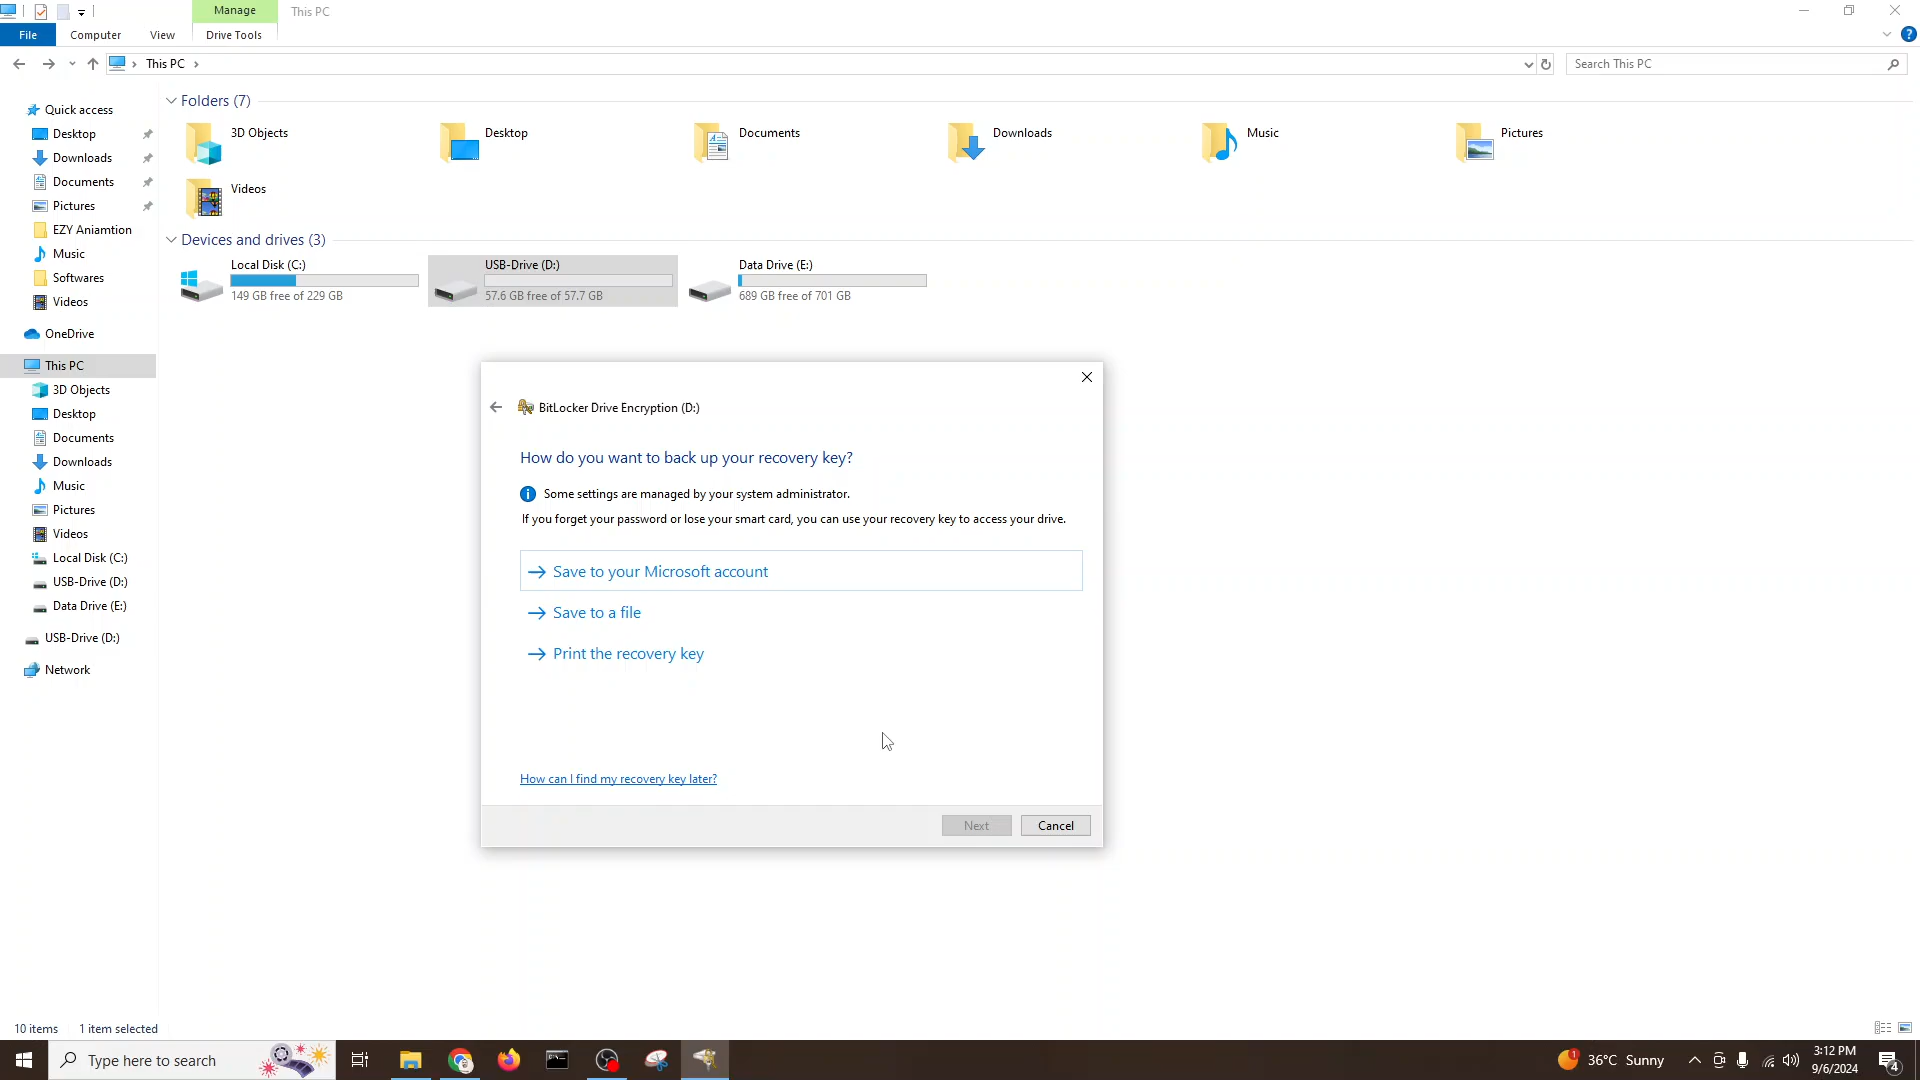 Manage
This PC
File
Computer
View
Drive Tools
This PC
Search This PC
Quick access
Desktop
Downloads
Documents
Pictures
EZY Aniamtion
Music
Softwares
Videos
OneDrive
This PC
3D Objects
Desktop
Documents
Downloads
Music
Pictures
Videos
Local Disk (C:)
USB-Drive (D:)
Data Drive (E:)
USB-Drive (D:)
Network
Folders (7)
3D Objects
Desktop
Documents
Downloads
Music
Pictures
Videos
Devices and drives (3)
Local Disk (C:)
149 GB free of 229 GB
USB-Drive (D:)
57.6 GB free of 57.7 GB
Data Drive (E:)
689 GB free of 701 GB
BitLocker Drive Encryption (D:)
How do you want to back up your recovery key?
Some settings are managed by your system administrator.
If you forget your password or lose your smart card, you can use your recovery key to access your drive.
Save to your Microsoft account
Save to a file
Print the recovery key
How can I find my recovery key later?
Next
Cancel
10 items
1 item selected
Type here to search
1
36°C Sunny
3:12 PM
9/6/2024
4